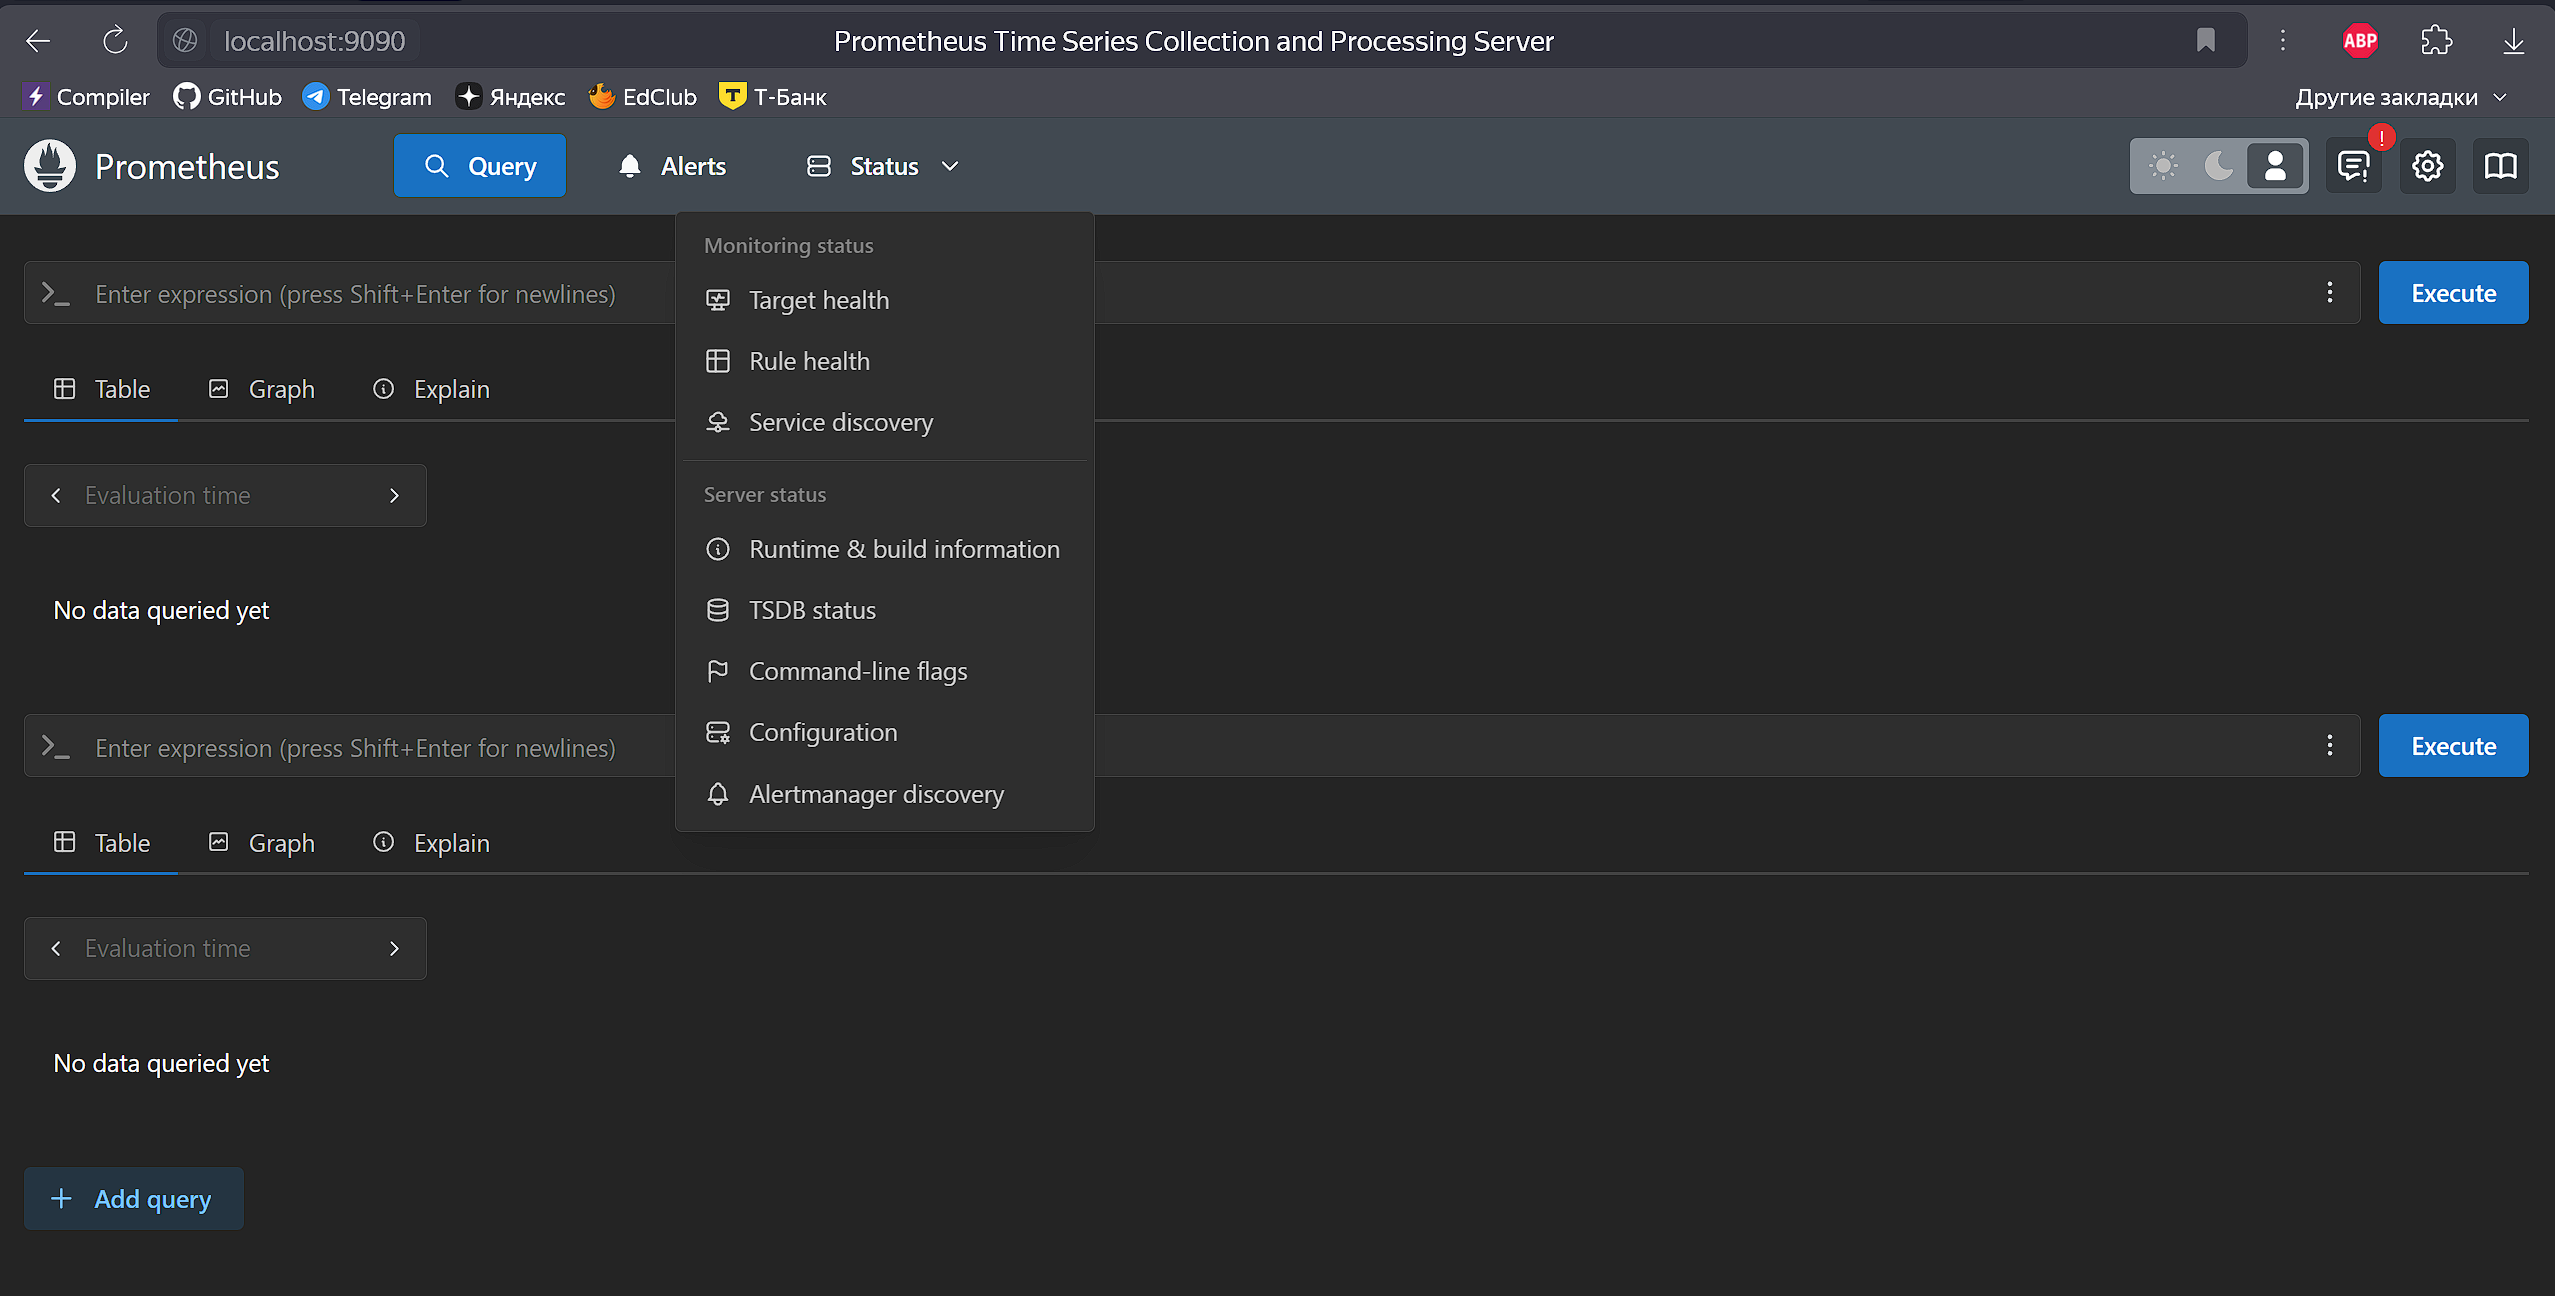 localhost:9090
Prometheus Time Series Collection and Processing Server
ABP
Compiler
GitHub
Telegram
Яндекс
EdClub
Т
Т-Банк
Другие закладки
Prometheus
Query
Alerts
Status
!
Monitoring status
Enter expression (press Shift+Enter for newlines)
Target health
Execute
Rule health
Table
Graph
Explain
Service discovery
Evaluation time
Server status
Runtime & build information
No data queried yet
TSDB status
Command-line flags
Enter expression (press Shift+Enter for newlines)
Configuration
Execute
Alertmanager discovery
Table
Graph
Explain
Evaluation time
No data queried yet
Add query